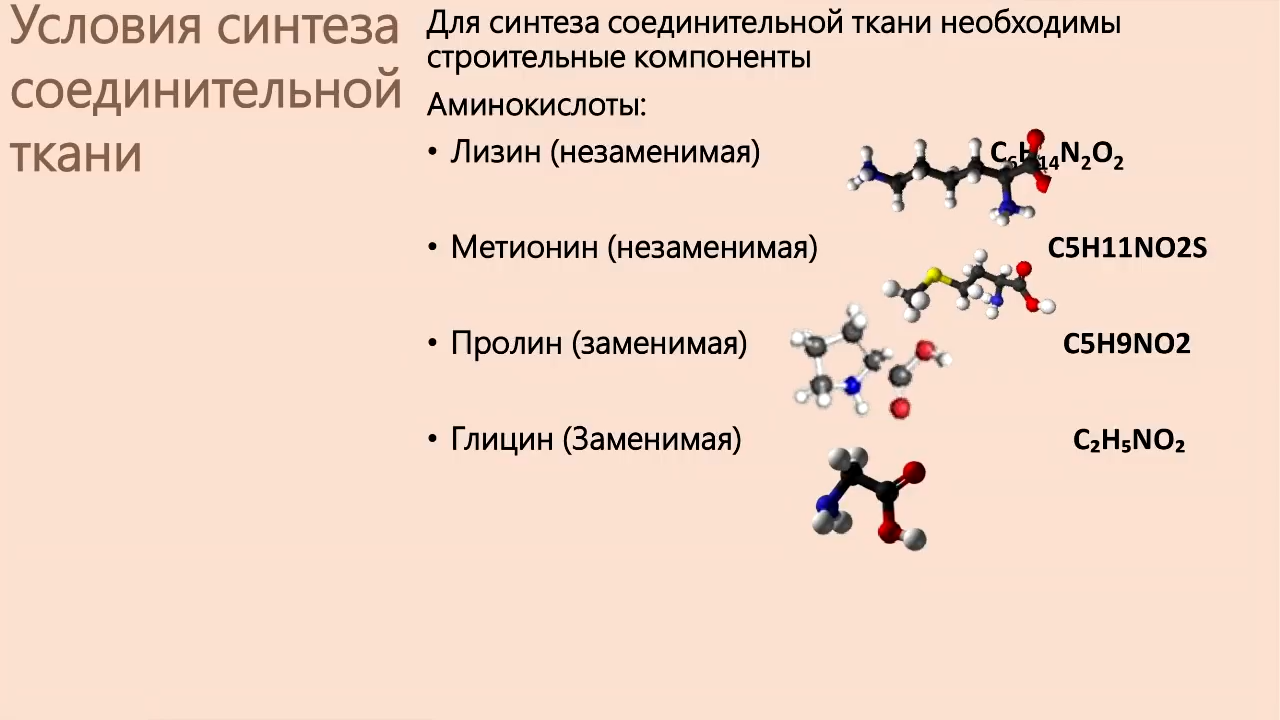 Условия синтеза
соединительной
ткани
Для синтеза соединительной ткани необходимы
строительные компоненты
Аминокислоты:
• Лизин (незаменимая) C₆H₁₄N₂O₂
• Метионин (незаменимая) C5H11NO2S
• Пролин (заменимая) C5H9NO2
• Глицин (Заменимая) C₂H₅NO₂